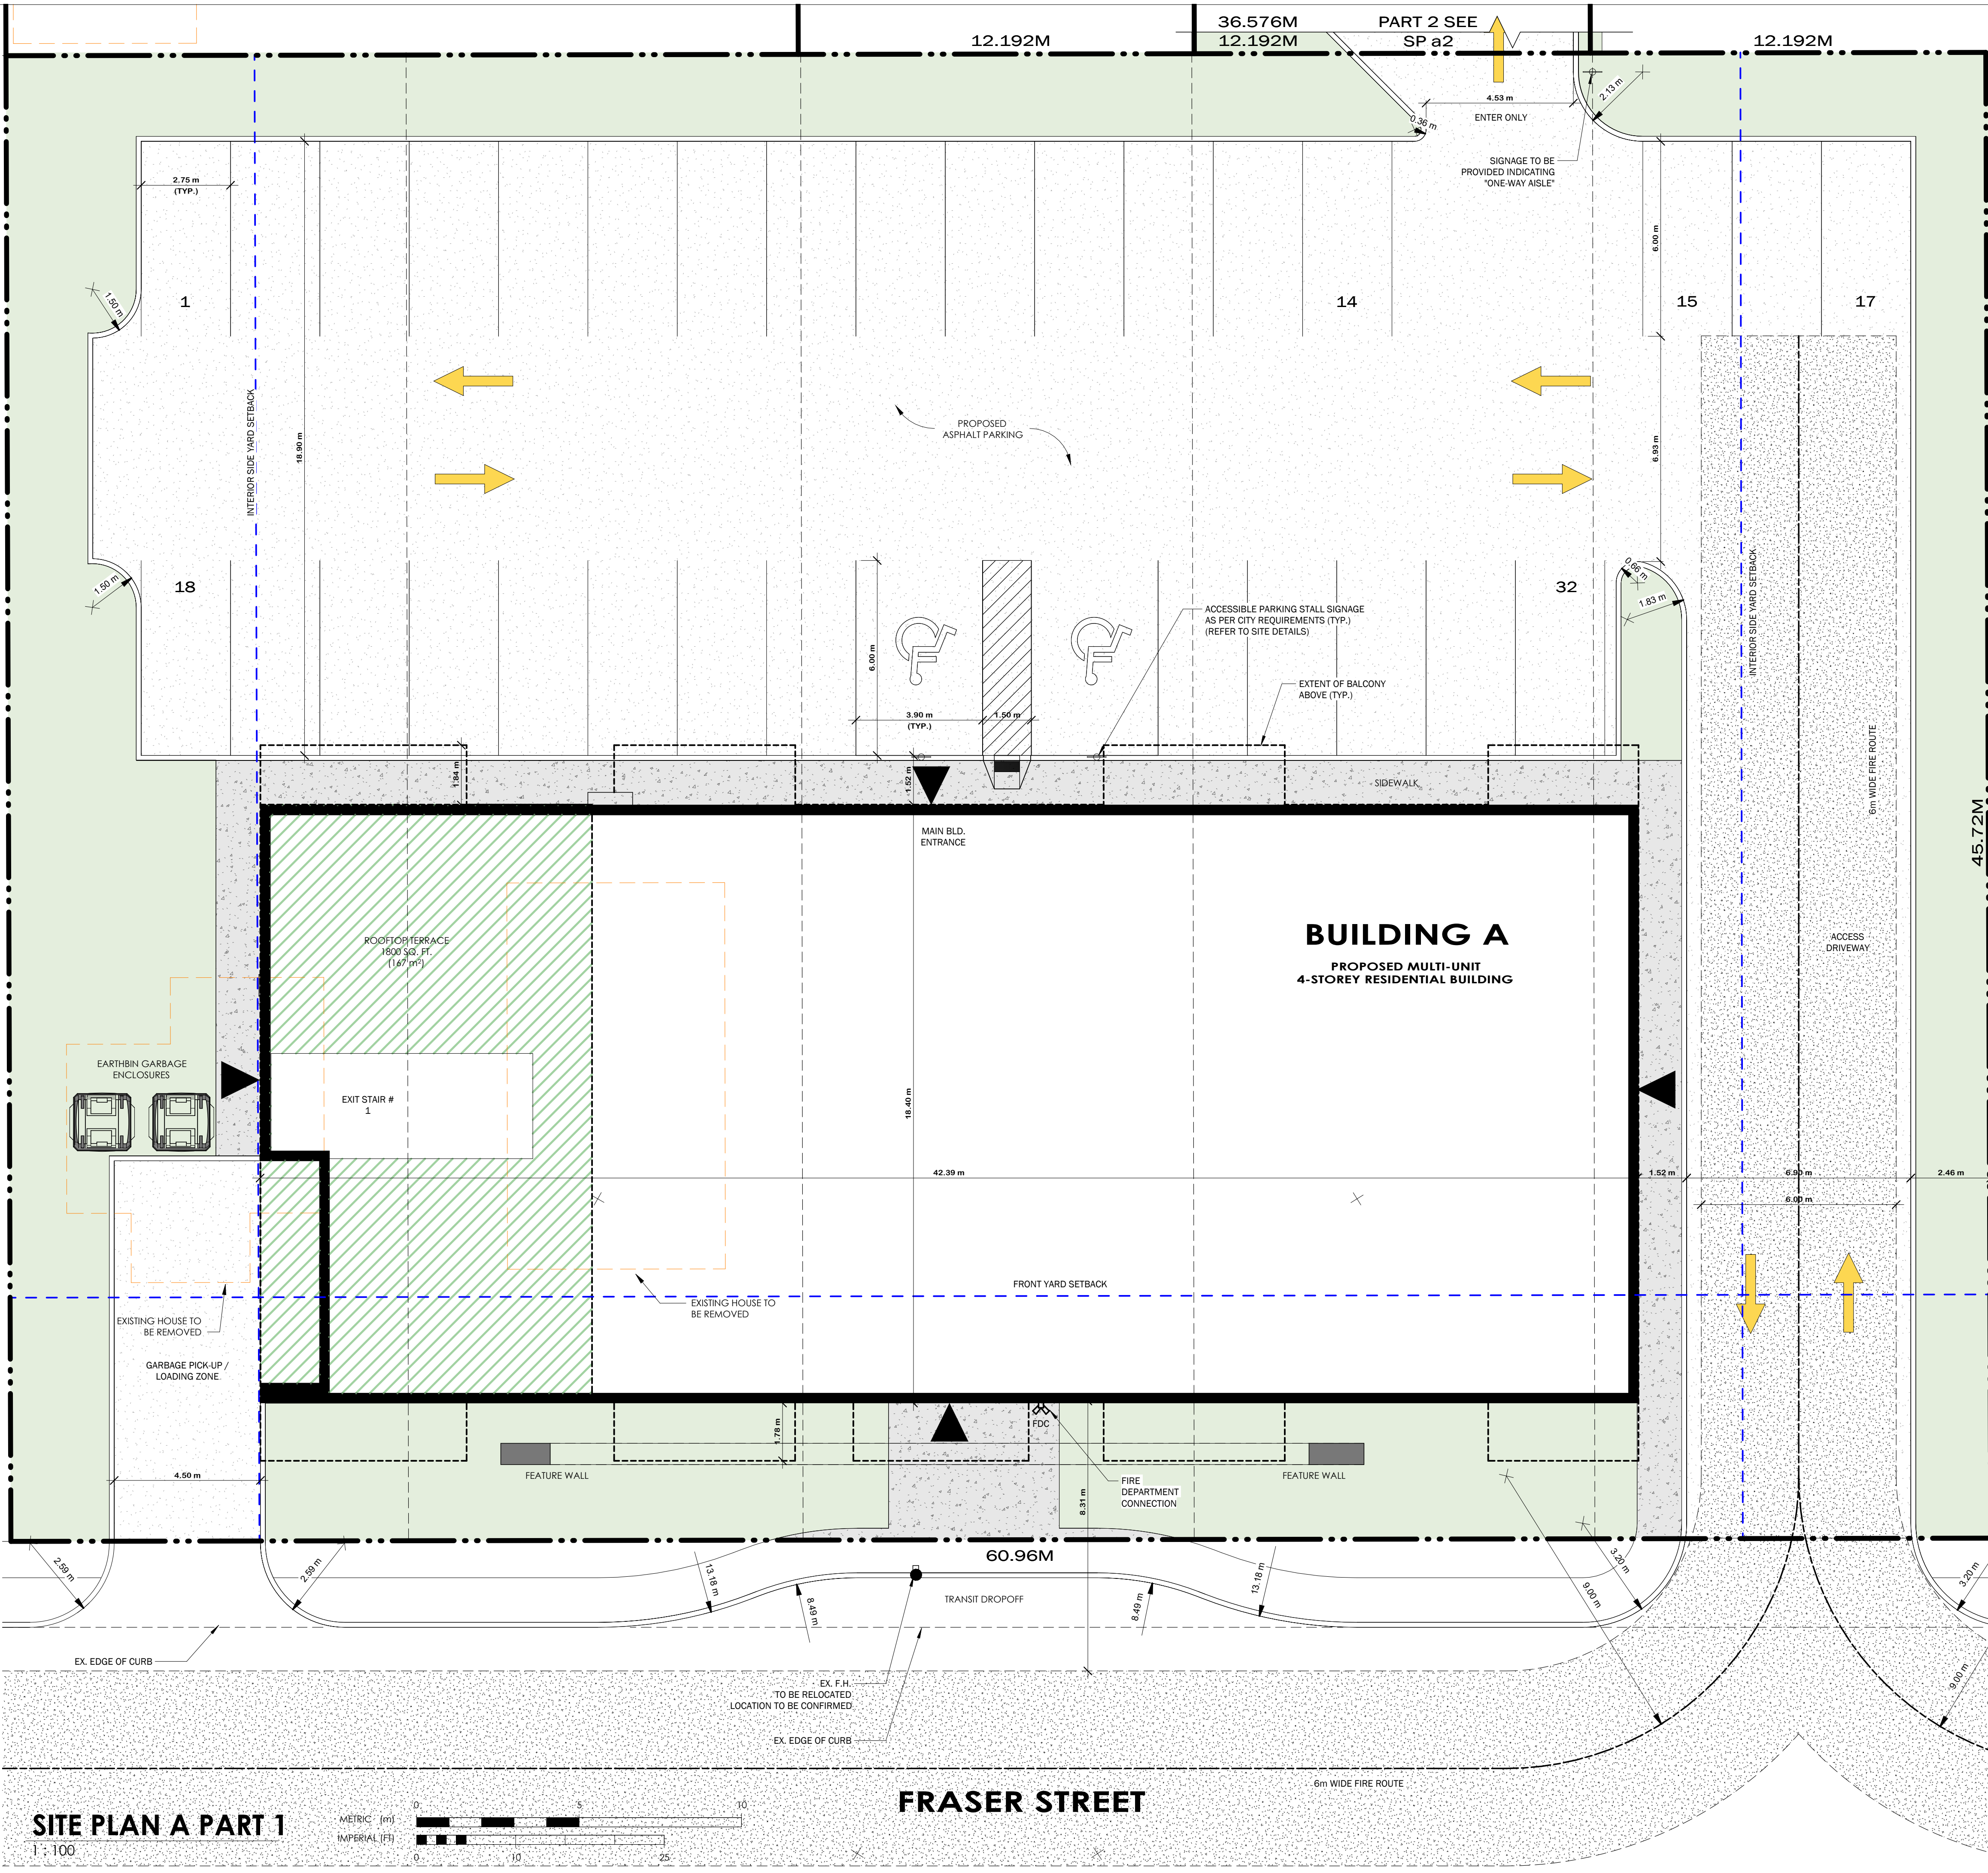 36.576M
PART 2 SEE
12.192M
12.192M
SP a2
12.192M
2.13 m
4.53 m
0.36 m
ENTER ONLY
SIGNAGE TO BE
PROVIDED INDICATING
"ONE-WAY AISLE"
2.75 m
(TYP.)
6.00 m
1.50 m
1
14
15
17
INTERIOR SIDE YARD SETBACK
18.90 m
PROPOSED
ASPHALT PARKING
6.93 m
1.50 m
18
32
0.66 m
1.83 m
INTERIOR SIDE YARD SETBACK
ACCESSIBLE PARKING STALL SIGNAGE
AS PER CITY REQUIREMENTS (TYP.)
(REFER TO SITE DETAILS)
6.00 m
EXTENT OF BALCONY
ABOVE (TYP.)
3.90 m
(TYP.)
1.50 m
1.84 m
1.52 m
SIDEWALK
6m WIDE FIRE ROUTE
45.72M
MAIN BLD.
ENTRANCE
ROOFTOP TERRACE
1800 SQ. FT.
(167 m²)
BUILDING A
PROPOSED MULTI-UNIT
4-STOREY RESIDENTIAL BUILDING
ACCESS
DRIVEWAY
EARTHBIN GARBAGE
ENCLOSURES
EXIT STAIR #
1
18.40 m
42.39 m
1.52 m
6.90 m
2.46 m
6.00 m
FRONT YARD SETBACK
EXISTING HOUSE TO
BE REMOVED
EXISTING HOUSE TO
BE REMOVED
GARBAGE PICK-UP /
LOADING ZONE
FDC
1.78 m
4.50 m
FEATURE WALL
FEATURE WALL
FIRE
DEPARTMENT
CONNECTION
8.31 m
60.96M
2.59 m
2.59 m
13.18 m
8.49 m
TRANSIT DROPOFF
8.49 m
13.18 m
3.20 m
9.00 m
3.20 m
EX. EDGE OF CURB
EX. F.H.
TO BE RELOCATED
LOCATION TO BE CONFIRMED
9.00 m
EX. EDGE OF CURB
6m WIDE FIRE ROUTE
FRASER STREET
SITE PLAN A PART 1
1 : 100
METRIC (m)
0 5 10
IMPERIAL (FT)
0 10 25